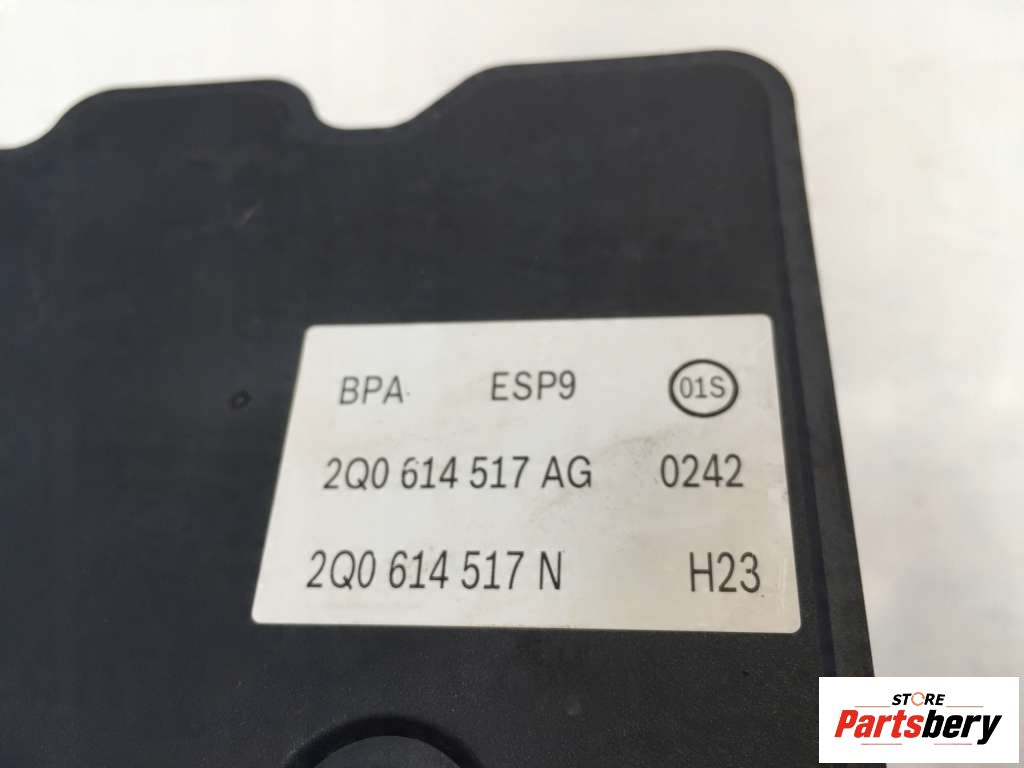 BPA ESP9 01S
2Q0 614 517 AG 0242
2Q0 614 517 N H23
STORE
Partsbery